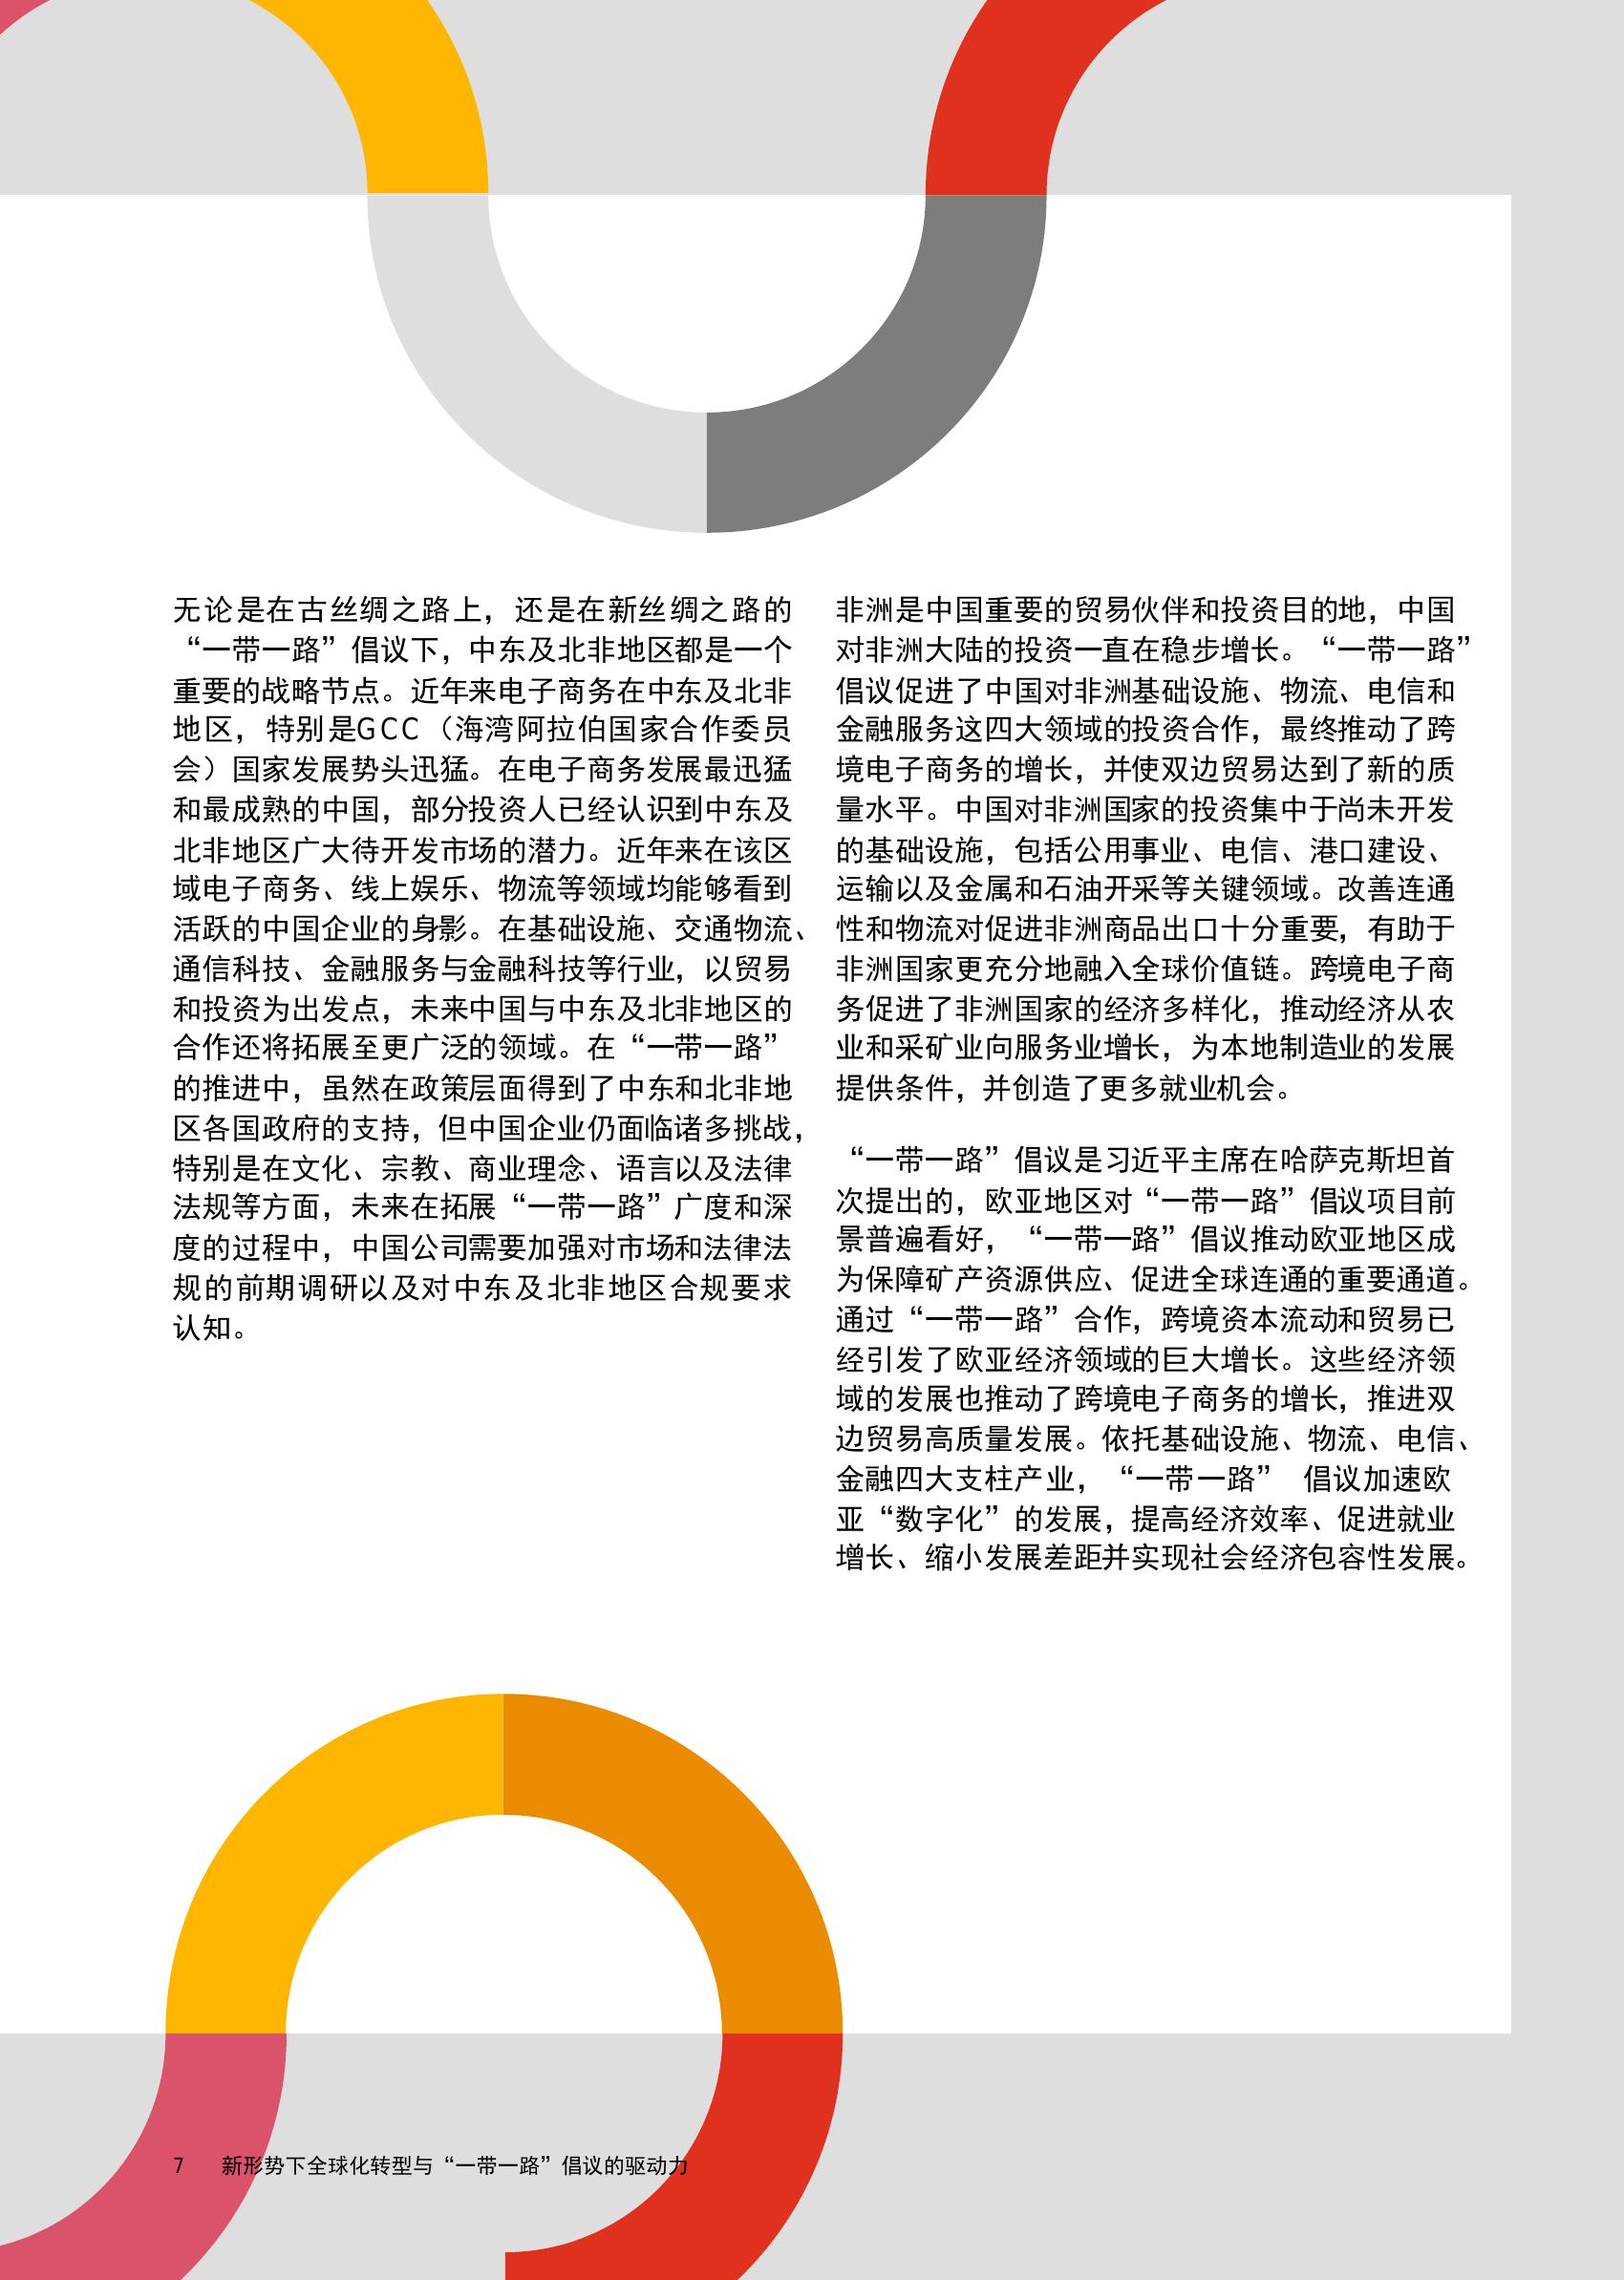 无论是在古丝绸之路上，还是在新丝绸之路的
“一带一路”倡议下，中东及北非地区都是一个
重要的战略节点。近年来电子商务在中东及北非
地区，特别是GCC（海湾阿拉伯国家合作委员
会）国家发展势头迅猛。在电子商务发展最迅猛
和最成熟的中国，部分投资人已经认识到中东及
北非地区广大待开发市场的潜力。近年来在该区
域电子商务、线上娱乐、物流等领域均能够看到
活跃的中国企业的身影。在基础设施、交通物流、
通信科技、金融服务与金融科技等行业，以贸易
和投资为出发点，未来中国与中东及北非地区的
合作还将拓展至更广泛的领域。在“一带一路”
的推进中，虽然在政策层面得到了中东和北非地
区各国政府的支持，但中国企业仍面临诸多挑战，
特别是在文化、宗教、商业理念、语言以及法律
法规等方面，未来在拓展“一带一路”广度和深
度的过程中，中国公司需要加强对市场和法律法
规的前期调研以及对中东及北非地区合规要求
认知。
非洲是中国重要的贸易伙伴和投资目的地，中国
对非洲大陆的投资一直在稳步增长。“一带一路”
倡议促进了中国对非洲基础设施、物流、电信和
金融服务这四大领域的投资合作，最终推动了跨
境电子商务的增长，并使双边贸易达到了新的质
量水平。中国对非洲国家的投资集中于尚未开发
的基础设施，包括公用事业、电信、港口建设、
运输以及金属和石油开采等关键领域。改善连通
性和物流对促进非洲商品出口十分重要，有助于
非洲国家更充分地融入全球价值链。跨境电子商
务促进了非洲国家的经济多样化，推动经济从农
业和采矿业向服务业增长，为本地制造业的发展
提供条件，并创造了更多就业机会。
“一带一路”倡议是习近平主席在哈萨克斯坦首
次提出的，欧亚地区对“一带一路”倡议项目前
景普遍看好，“一带一路”倡议推动欧亚地区成
为保障矿产资源供应、促进全球连通的重要通道。
通过“一带一路”合作，跨境资本流动和贸易已
经引发了欧亚经济领域的巨大增长。这些经济领
域的发展也推动了跨境电子商务的增长，推进双
边贸易高质量发展。依托基础设施、物流、电信、
金融四大支柱产业，“一带一路” 倡议加速欧
亚“数字化”的发展，提高经济效率、促进就业
增长、缩小发展差距并实现社会经济包容性发展。
7 新形势下全球化转型与“一带一路”倡议的驱动力